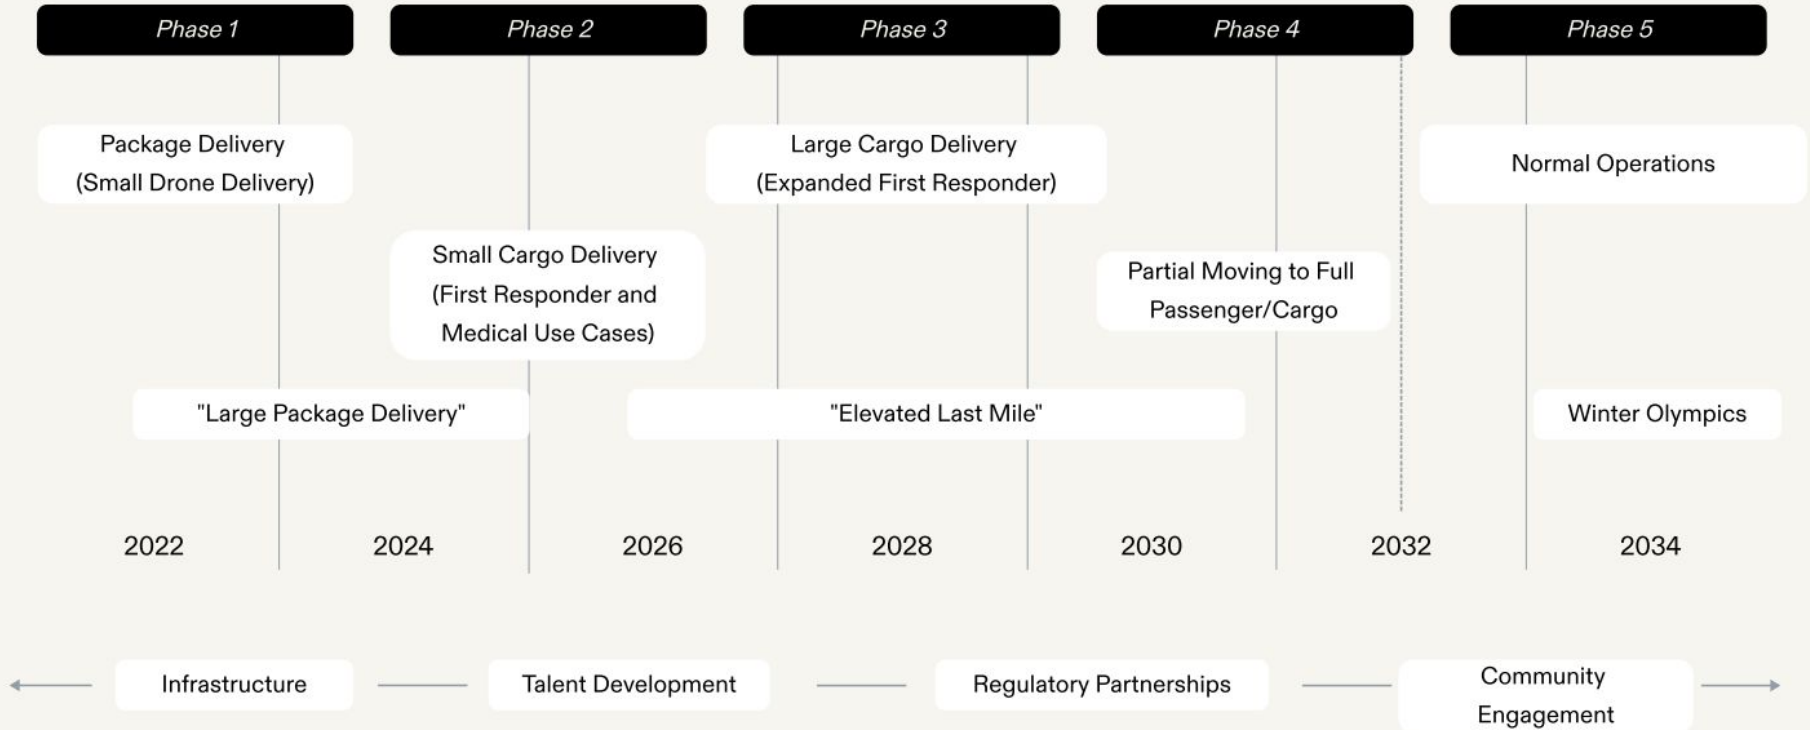 Phase 1
Phase 2
Phase 3
Phase 4
Phase 5
Package Delivery
(Small Drone Delivery)
Large Cargo Delivery
(Expanded First Responder)
Normal Operations
Small Cargo Delivery
(First Responder and
Medical Use Cases)
Partial Moving to Full
Passenger/Cargo
"Large Package Delivery"
"Elevated Last Mile"
Winter Olympics
2022
2024
2026
2028
2030
2032
2034
Infrastructure
Talent Development
Regulatory Partnerships
Community
Engagement